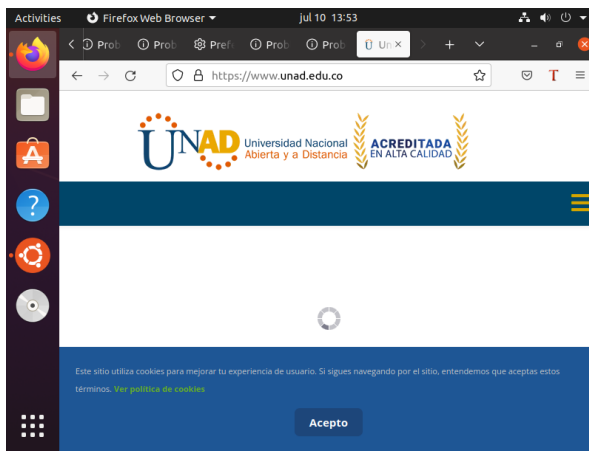 Activities
Firefox Web Browser
jul 10 13:53
Prob
Prob
Pref
Prob
Prob
Un
https://www.unad.edu.co
T
UNAD
Universidad Nacional
Abierta y a Distancia
ACREDITADA
EN ALTA CALIDAD
Este sitio utiliza cookies para mejorar tu experiencia de usuario. Si sigues navegando por el sitio, entendemos que aceptas estos
términos. Ver política de cookies
Acepto